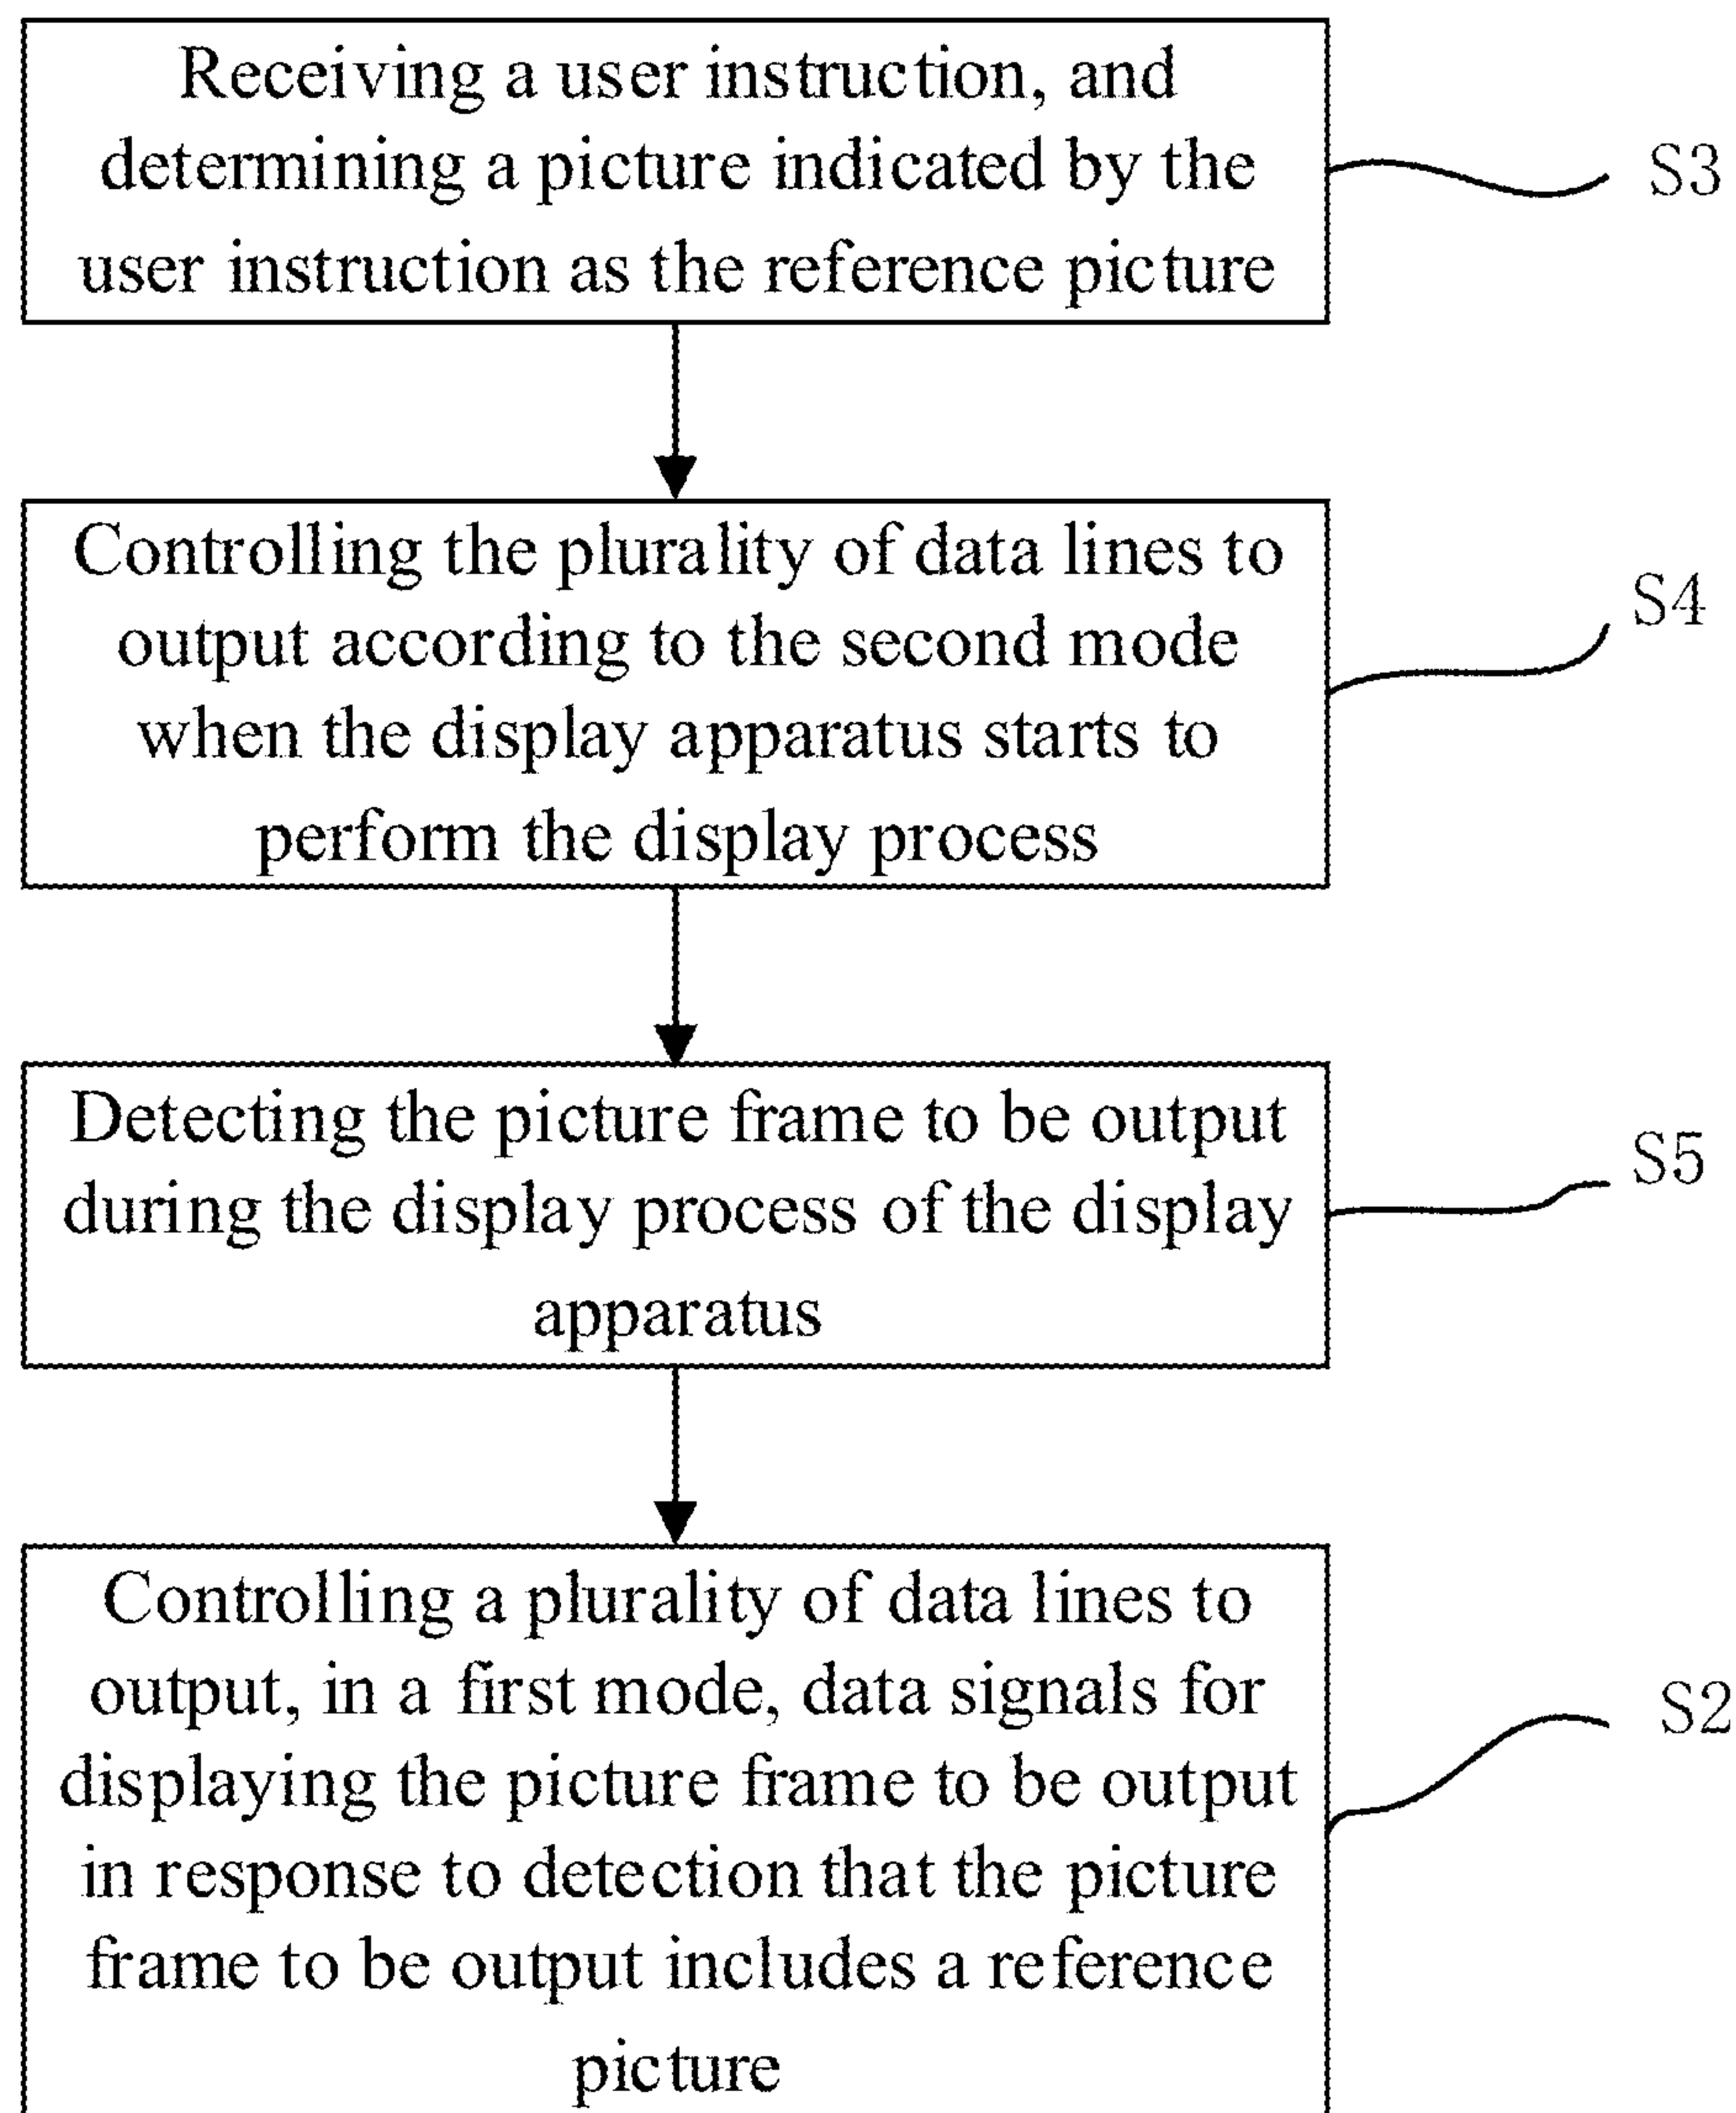 Receiving a user instruction, and
determining a picture indicated by the
user instruction as the reference picture
S3
Controlling the plurality of data lines to
output according to the second mode
when the display apparatus starts to
perform the display process
S4
Detecting the picture frame to be output
during the display process of the display
apparatus
S5
Controlling a plurality of data lines to
output, in a first mode, data signals for
displaying the picture frame to be output
in response to detection that the picture
frame to be output includes a reference
picture
S2